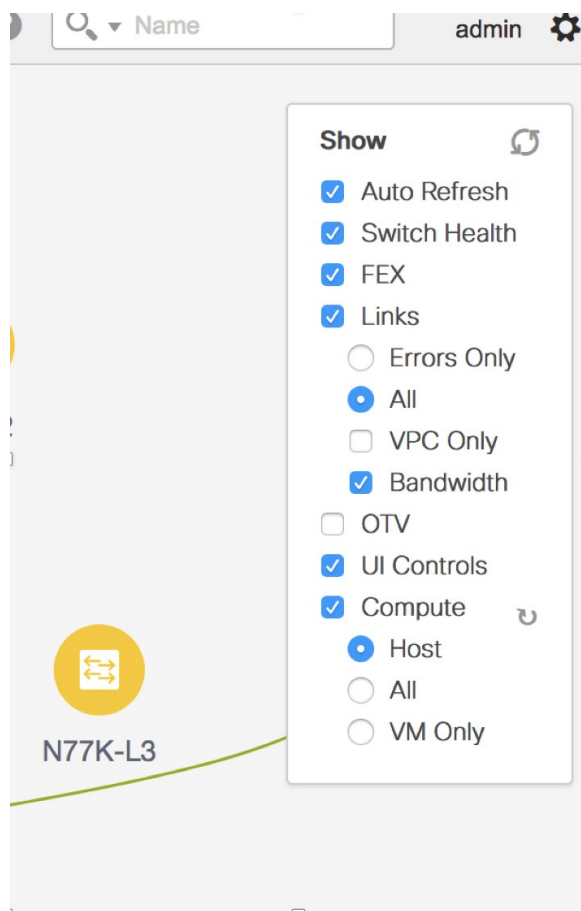 Name
admin
Show
Auto Refresh
Switch Health
FEX
Links
Errors Only
All
VPC Only
Bandwidth
OTV
UI Controls
Compute
Host
All
VM Only
N77K-L3